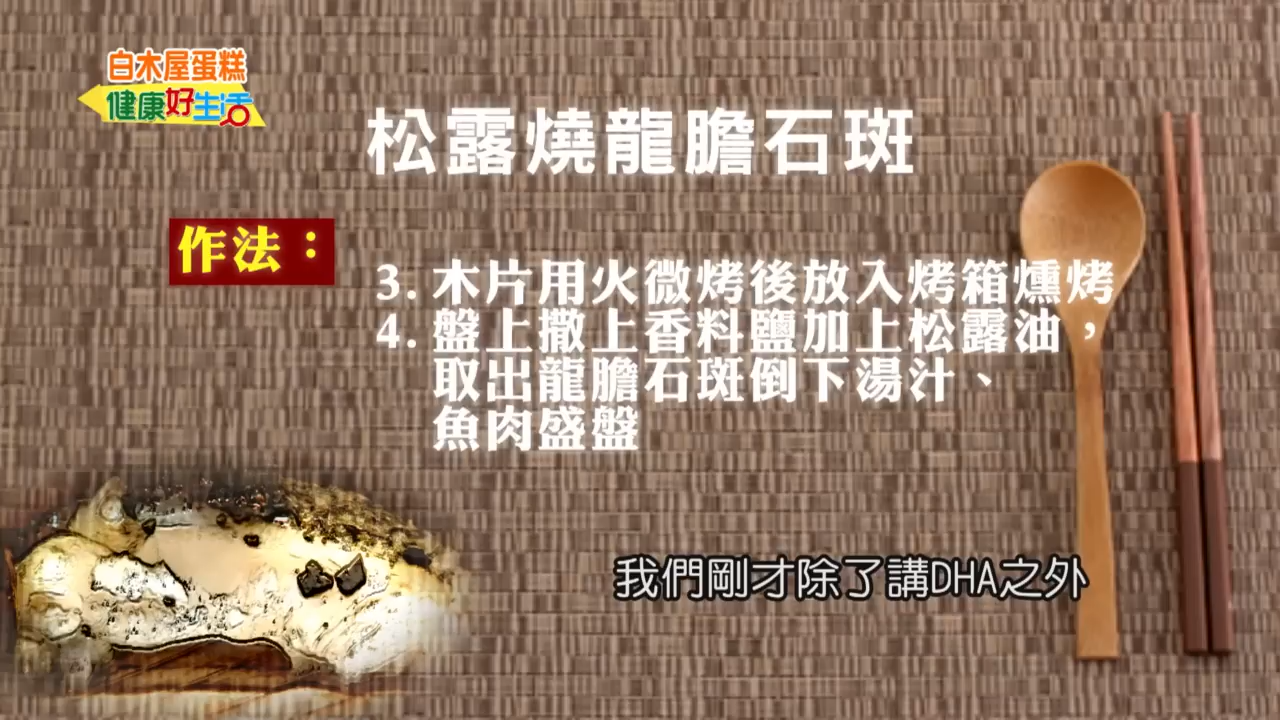 白木屋蛋糕
健康好生活
松露燒龍膽石斑
作法：
3. 木片用火微烤後放入烤箱燻烤
4. 盤上撒上香料鹽加上松露油，
取出龍膽石斑倒下湯汁、
魚肉盛盤
我們剛才除了講DHA之外